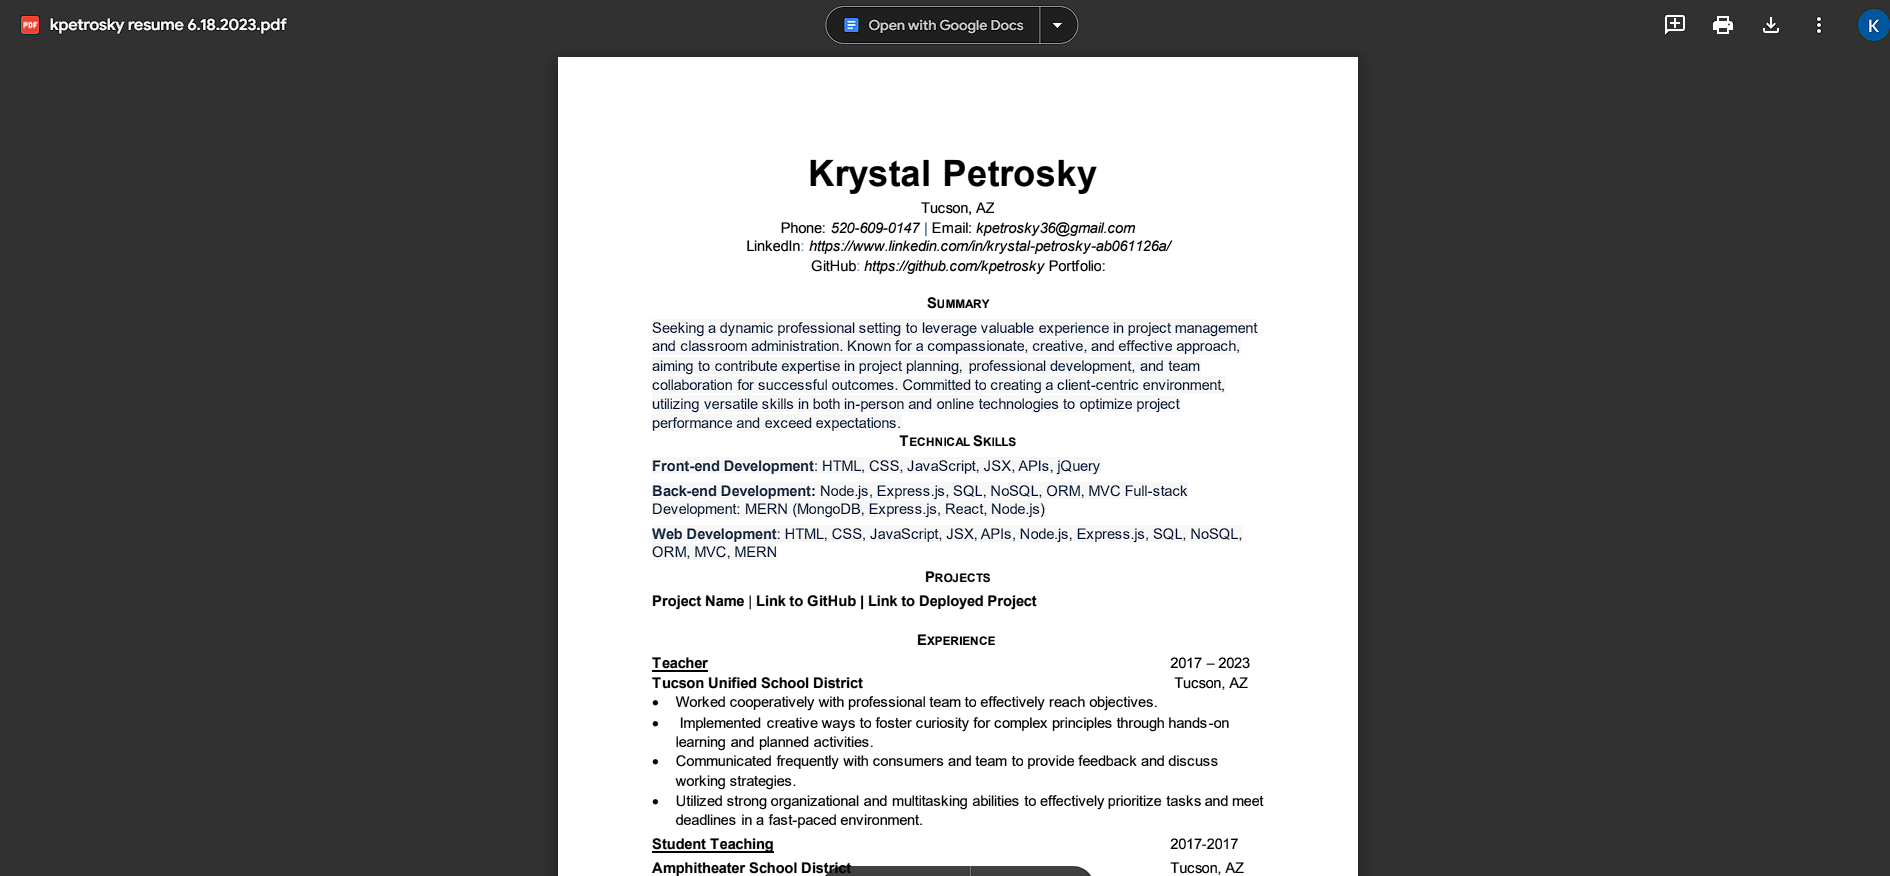 PDF kpetrosky resume 6.18.2023.pdf
Open with Google Docs
K
Krystal Petrosky
Tucson, AZ
Phone: 520-609-0147 | Email: kpetrosky36@gmail.com
LinkedIn: https://www.linkedin.com/in/krystal-petrosky-ab061126a/
GitHub: https://github.com/kpetrosky Portfolio:
SUMMARY
Seeking a dynamic professional setting to leverage valuable experience in project management
and classroom administration. Known for a compassionate, creative, and effective approach,
aiming to contribute expertise in project planning, professional development, and team
collaboration for successful outcomes. Committed to creating a client-centric environment,
utilizing versatile skills in both in-person and online technologies to optimize project
performance and exceed expectations.
TECHNICAL SKILLS
Front-end Development: HTML, CSS, JavaScript, JSX, APIs, jQuery
Back-end Development: Node.js, Express.js, SQL, NoSQL, ORM, MVC Full-stack
Development: MERN (MongoDB, Express.js, React, Node.js)
Web Development: HTML, CSS, JavaScript, JSX, APIs, Node.js, Express.js, SQL, NoSQL,
ORM, MVC, MERN
PROJECTS
Project Name | Link to GitHub | Link to Deployed Project
EXPERIENCE
Teacher 2017 – 2023
Tucson Unified School District Tucson, AZ
• Worked cooperatively with professional team to effectively reach objectives.
• Implemented creative ways to foster curiosity for complex principles through hands-on
learning and planned activities.
• Communicated frequently with consumers and team to provide feedback and discuss
working strategies.
• Utilized strong organizational and multitasking abilities to effectively prioritize tasks and meet
deadlines in a fast-paced environment.
Student Teaching 2017-2017
Amphitheater School District Tucson, AZ